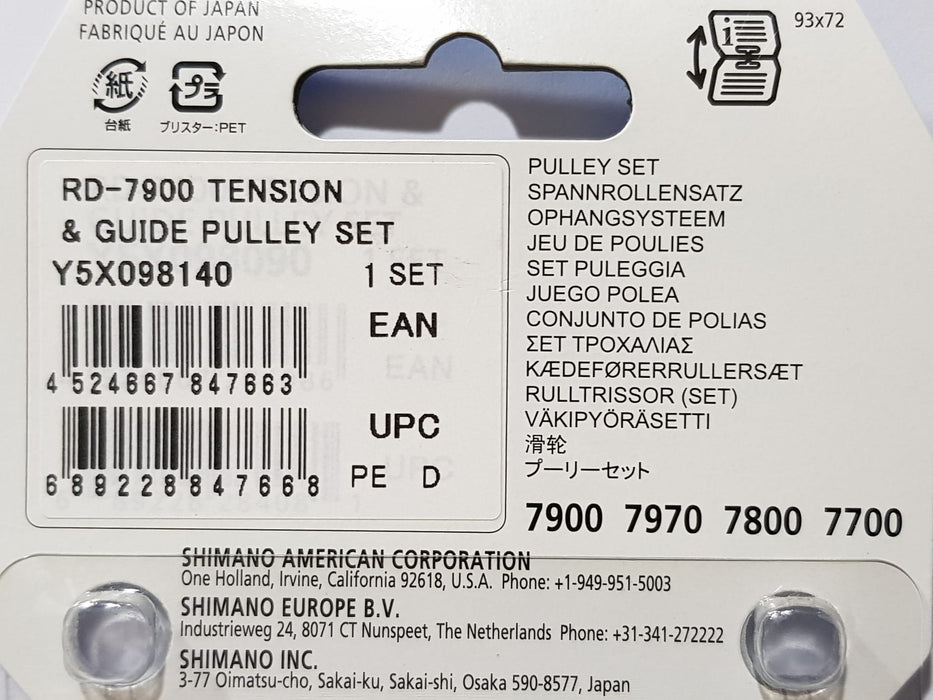 PRODUCT OF JAPAN
FABRIQUÉ AU JAPON
紙
台紙
プラ
ブリスター:PET
93x72
RD-7900 TENSION
& GUIDE PULLEY SET
Y5X098140 1 SET
EAN
4 524667 847663
UPC
6 89228 84766 8
PE D
PULLEY SET
SPANNROLLENSATZ
OPHANGSYSTEEM
JEU DE POULIES
SET PULEGGIA
JUEGO POLEA
CONJUNTO DE POLIAS
ΣΕΤ ΤΡΟΧΑΛΙΑΣ
KÆDEFØRERRULLERSÆT
RULLTRISSOR (SET)
VÄKIPYÖRÄSETTI
滑轮
プーリーセット
7900 7970 7800 7700
SHIMANO AMERICAN CORPORATION
One Holland, Irvine, California 92618, U.S.A. Phone: +1-949-951-5003
SHIMANO EUROPE B.V.
Industrieweg 24, 8071 CT Nunspeet, The Netherlands Phone: +31-341-272222
SHIMANO INC.
3-77 Oimatsu-cho, Sakai-ku, Sakai-shi, Osaka 590-8577, Japan